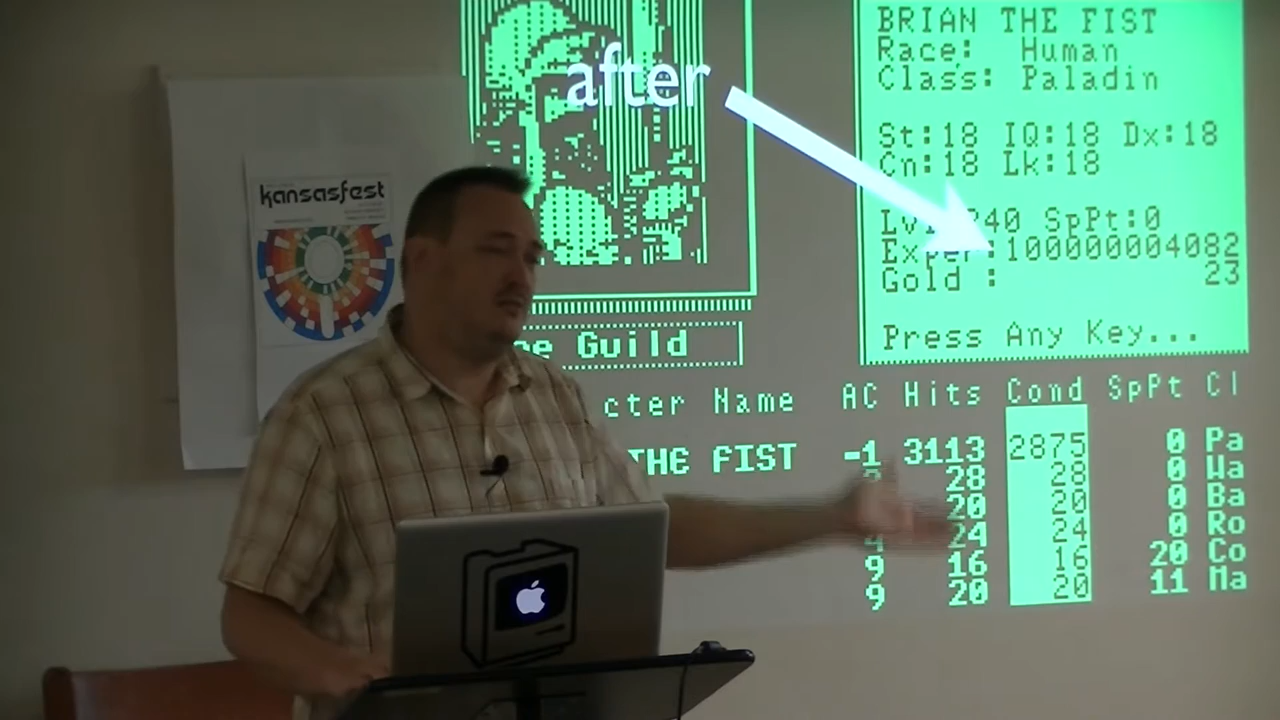 kansasfest
after
BRIAN THE FIST
Race: Human
Class: Paladin
St:18 IQ:18 Dx:18
Cn:18 Lk:18
240 SpPt:0
:100000004082
Gold : 23
Press Any Key...
Guild
Name AC Hits Cond SpPt Cl
THE FIST -1 3113 2875 0 Pa
28 28 0 Wa
20 20 0 Ba
24 24 0 Ro
9 16 16 20 Co
9 20 20 11 Ma